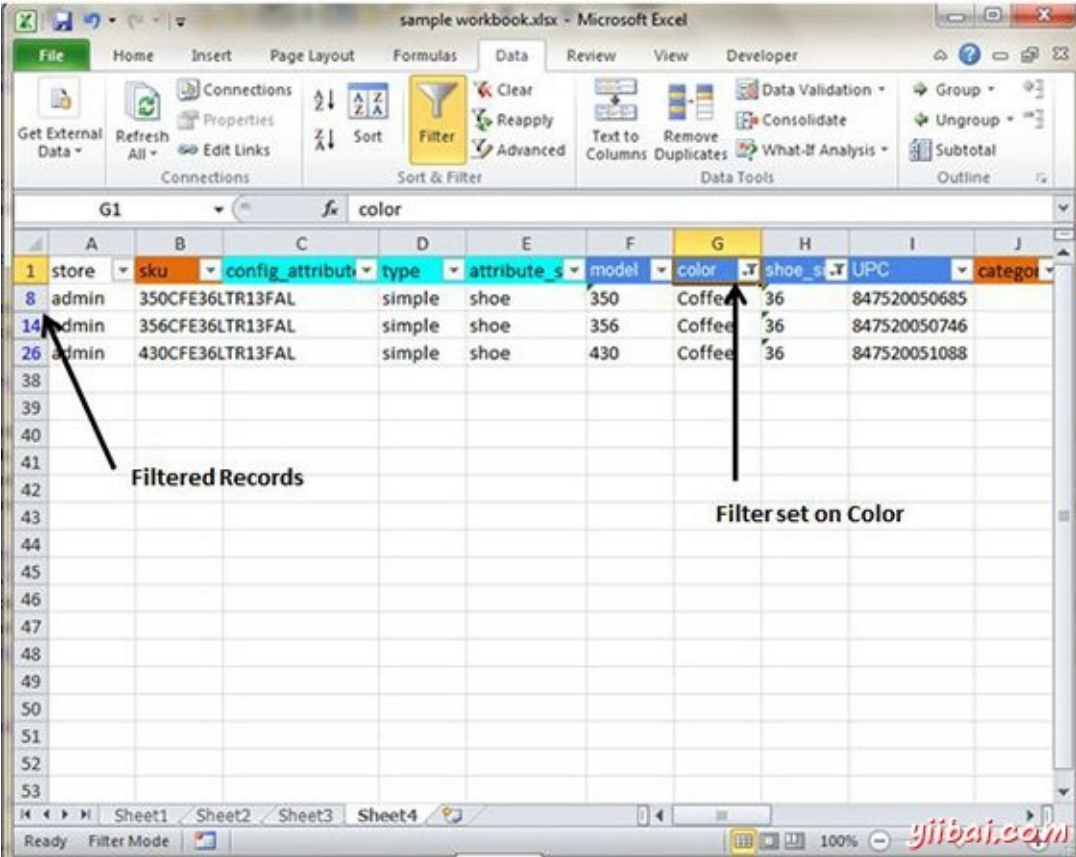 sample workbook.xlsx - Microsoft Excel
File Home Insert Page Layout Formulas Data Review View Developer
Get External Data
Refresh All
Connections
Properties
Edit Links
Connections
Sort
Filter
Clear
Reapply
Advanced
Sort & Filter
Text to Columns
Remove Duplicates
Data Validation
Consolidate
What-If Analysis
Data Tools
Group
Ungroup
Subtotal
Outline
G1 fx color
A B C D E F G H I J
1 store sku config_attribut type attribute_s model color shoe_si UPC categor
8 admin 350CFE36LTR13FAL simple shoe 350 Coffee 36 847520050685
14 admin 356CFE36LTR13FAL simple shoe 356 Coffee 36 847520050746
26 admin 430CFE36LTR13FAL simple shoe 430 Coffee 36 847520051088
38
39
40
41
Filtered Records
42
43
Filter set on Color
44
45
46
47
48
49
50
51
52
53
Sheet1 Sheet2 Sheet3 Sheet4
Ready Filter Mode 100%
yiibai.com